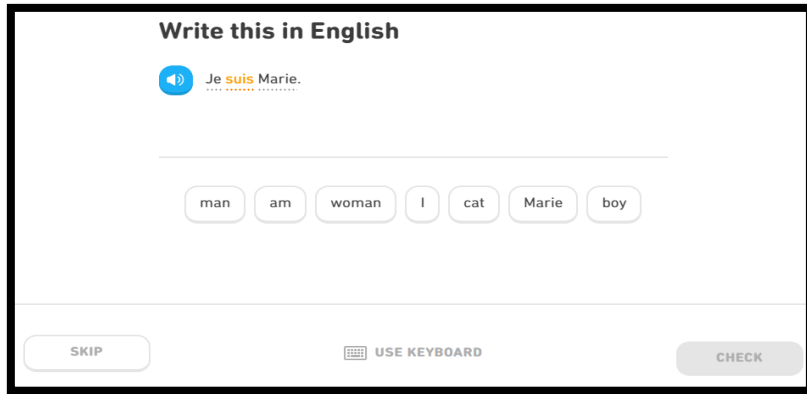 Write this in English
Je suis Marie.
man am woman I cat Marie boy
SKIP USE KEYBOARD CHECK